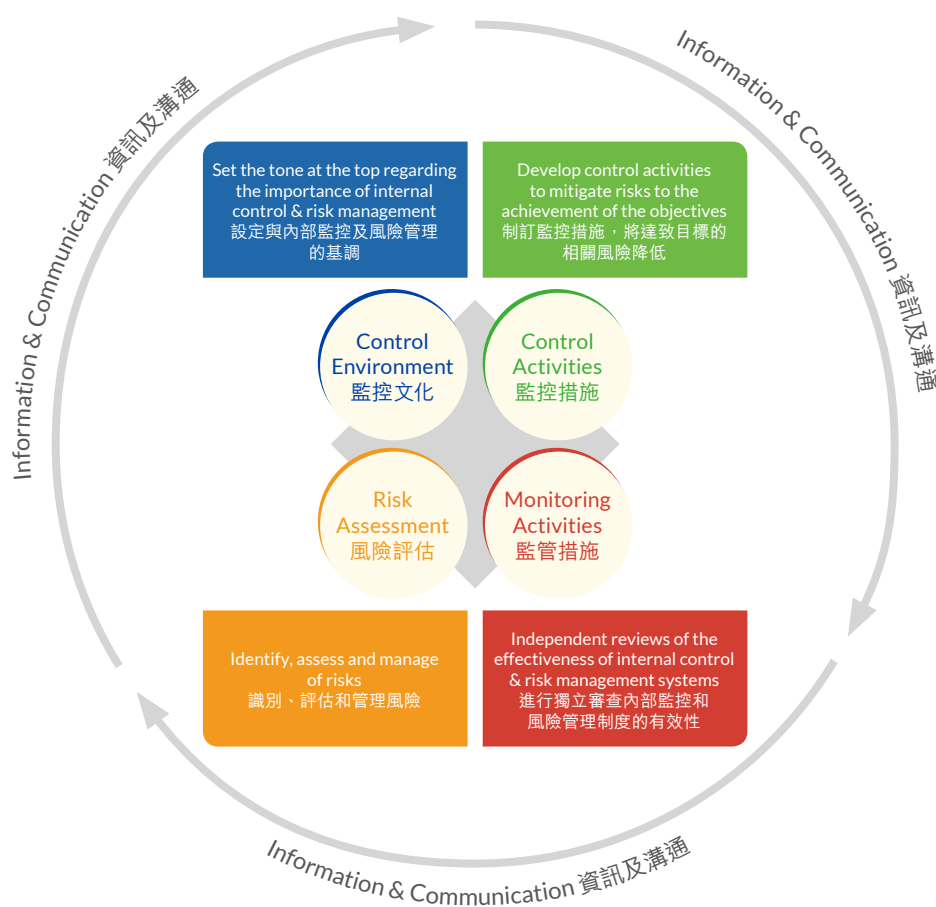 Information & Communication 資訊及溝通
Information & Communication 資訊及溝通
Set the tone at the top regarding
the importance of internal
control & risk management
設定與內部監控及風險管理
的基調
Develop control activities
to mitigate risks to the
achievement of the objectives
制訂監控措施，將達致目標的
相關風險降低
Control
Environment
監控文化
Control
Activities
監控措施
Risk
Assessment
風險評估
Monitoring
Activities
監管措施
Identify, assess and manage
of risks
識別、評估和管理風險
Independent reviews of the
effectiveness of internal control
& risk management systems
進行獨立審查內部監控和
風險管理制度的有效性
Information & Communication 資訊及溝通